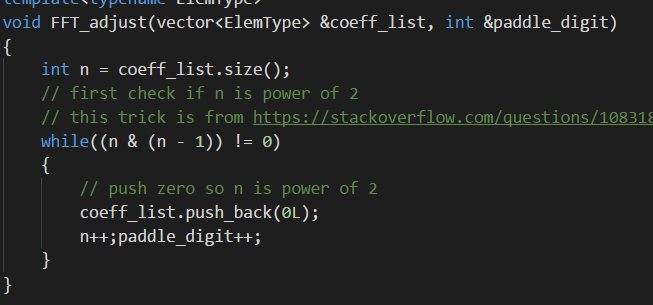 template<typename ElemType>
void FFT_adjust(vector<ElemType> &coeff_list, int &paddle_digit)
{
    int n = coeff_list.size();
    // first check if n is power of 2
    // this trick is from https://stackoverflow.com/questions/108318
    while((n & (n - 1)) != 0)
    {
        // push zero so n is power of 2
        coeff_list.push_back(0L);
        n++;paddle_digit++;
    }
}